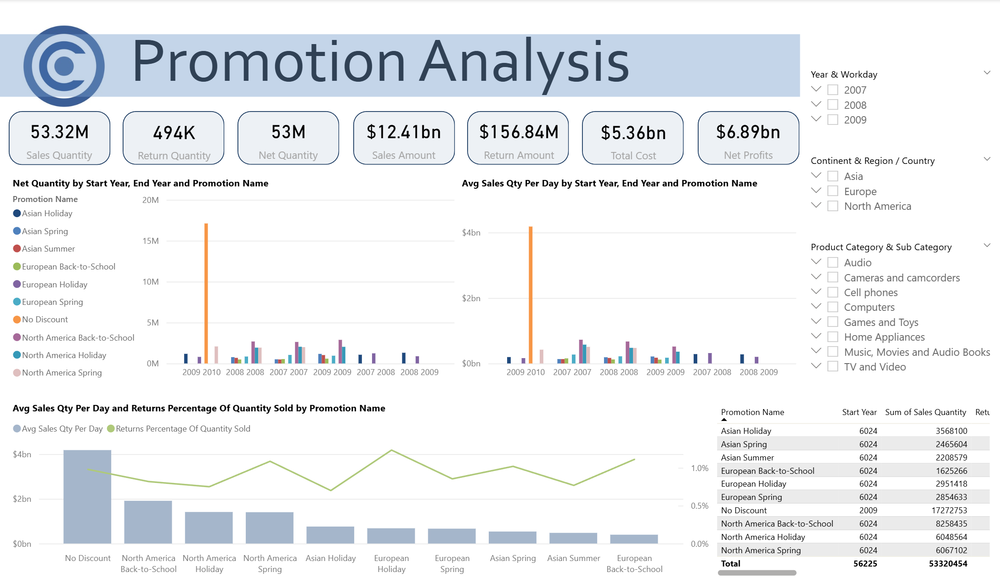 Promotion Analysis
53.32M
Sales Quantity
494K
Return Quantity
53M
Net Quantity
$12.41bn
Sales Amount
$156.84M
Return Amount
$5.36bn
Total Cost
$6.89bn
Net Profits
Year & Workday
2007
2008
2009
Continent & Region / Country
Asia
Europe
North America
Product Category & Sub Category
Audio
Cameras and camcorders
Cell phones
Computers
Games and Toys
Home Appliances
Music, Movies and Audio Books
TV and Video
Net Quantity by Start Year, End Year and Promotion Name
Promotion Name
Asian Holiday
Asian Spring
Asian Summer
European Back-to-School
European Holiday
European Spring
No Discount
North America Back-to-School
North America Holiday
North America Spring
20M
15M
10M
5M
0M
2009 2010 2008 2008 2007 2007 2009 2009 2007 2008 2008 2009
Avg Sales Qty Per Day by Start Year, End Year and Promotion Name
$4bn
$2bn
$0bn
2009 2010 2007 2007 2008 2008 2009 2009 2007 2008 2008 2009
Avg Sales Qty Per Day and Returns Percentage Of Quantity Sold by Promotion Name
Avg Sales Qty Per Day Returns Percentage Of Quantity Sold
$4bn
$2bn
$0bn
1.0%
0.5%
0.0%
No Discount
North America
Back-to-School
North America
Holiday
North America
Spring
Asian Holiday
European
Holiday
European
Spring
Asian Spring
Asian Summer
European
Back-to-School
Promotion Name Start Year Sum of Sales Quantity Retu
Asian Holiday 6024 3568100
Asian Spring 6024 2465604
Asian Summer 6024 2208579
European Back-to-School 6024 1625266
European Holiday 6024 2951418
European Spring 6024 2854633
No Discount 2009 17272753
North America Back-to-School 6024 8258435
North America Holiday 6024 6048564
North America Spring 6024 6067102
Total 56225 53320454